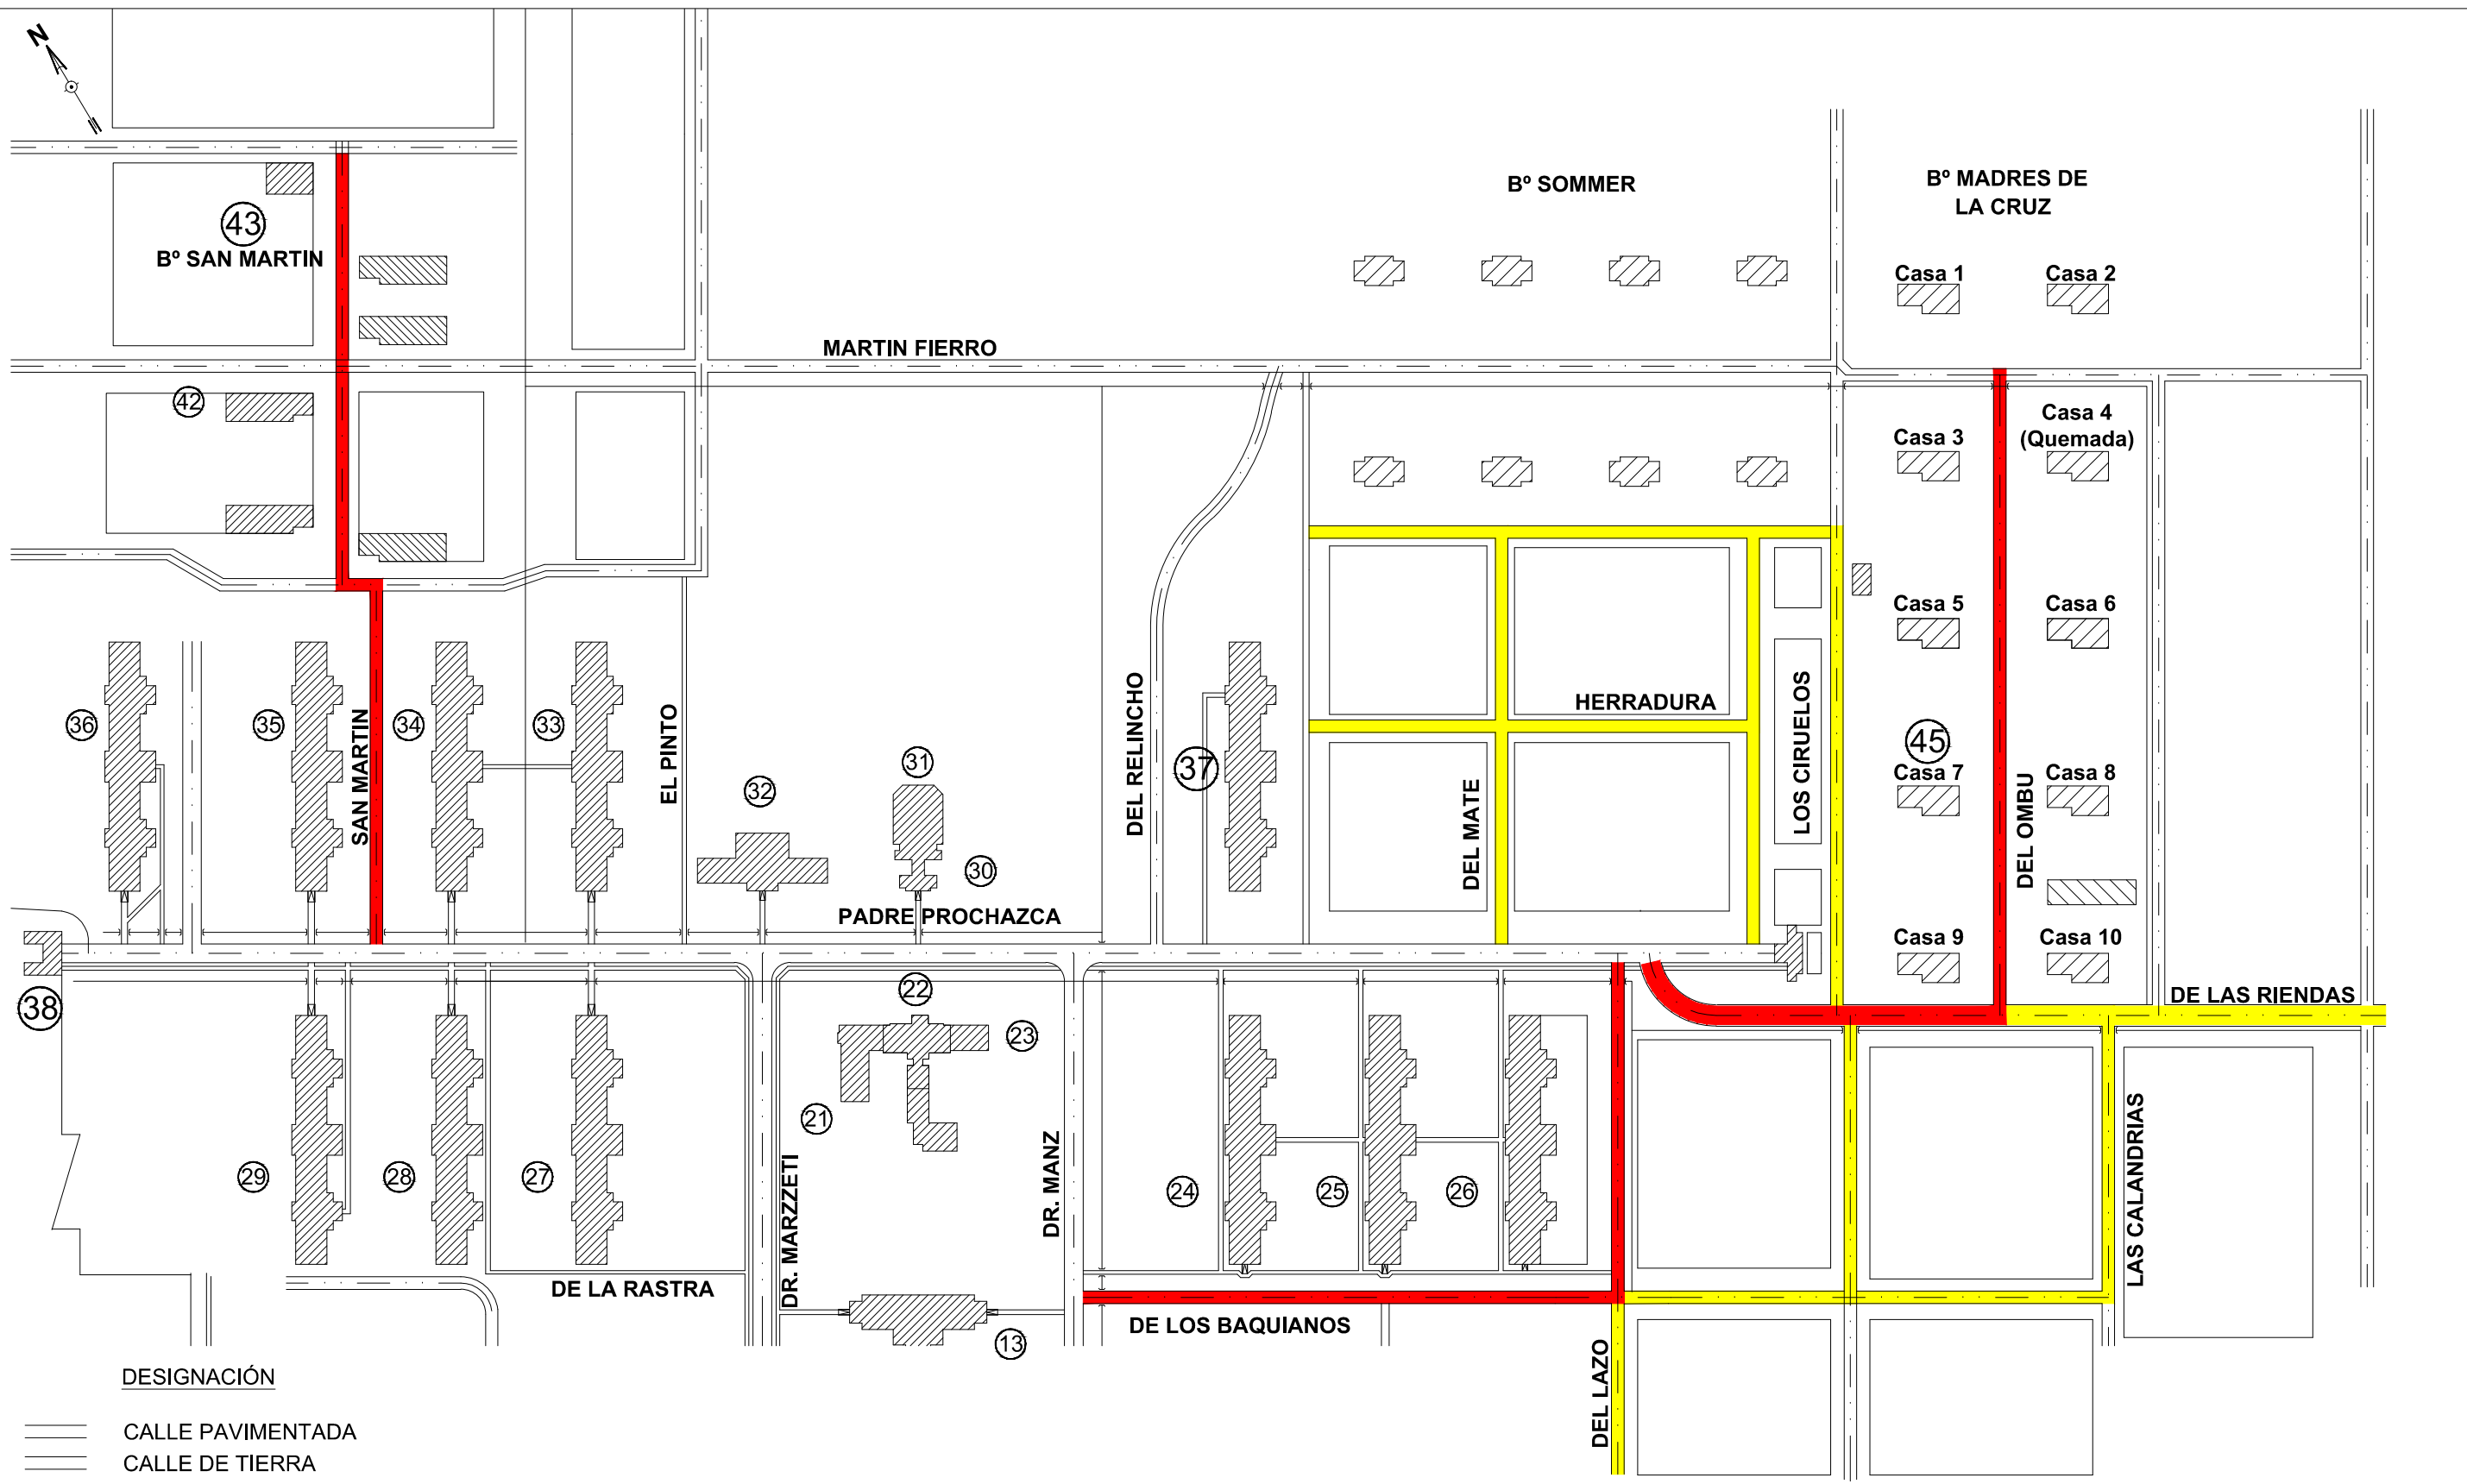 N
Bº SOMMER
Bº MADRES DE
LA CRUZ
43
Bº SAN MARTIN
Casa 1
Casa 2
MARTIN FIERRO
42
Casa 3
Casa 4
(Quemada)
Casa 5
Casa 6
36
35
SAN MARTIN
34
33
EL PINTO
32
31
30
DEL RELINCHO
37
HERRADURA
DEL MATE
LOS CIRUELOS
45
Casa 7
Casa 8
DEL OMBU
PADRE PROCHAZCA
Casa 9
Casa 10
38
22
23
21
DE LAS RIENDAS
29
28
27
DR. MARZZETI
DR. MANZ
24
25
26
LAS CALANDRIAS
DE LA RASTRA
13
DE LOS BAQUIANOS
DEL LAZO
DESIGNACIÓN
CALLE PAVIMENTADA
CALLE DE TIERRA